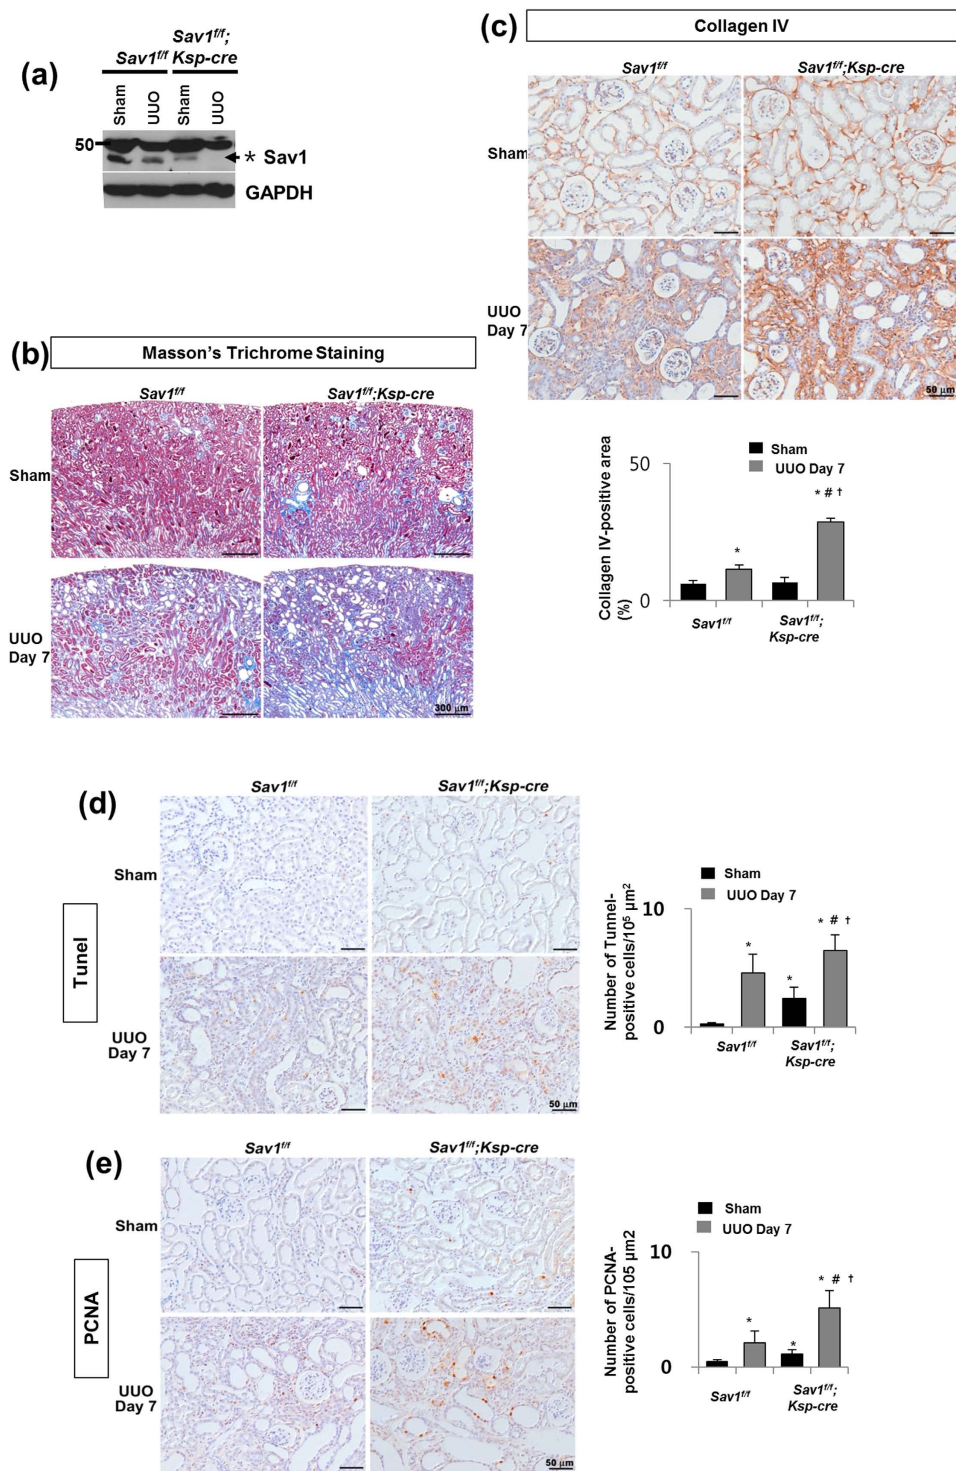 (a)
Sav1f/f
Sav1f/f;
Ksp-cre
Sham
UUO
Sham
UUO
50
* Sav1
GAPDH
(b)
Masson's Trichrome Staining
Sav1f/f
Sav1f/f;Ksp-cre
Sham
UUO
Day 7
300 μm
(c)
Collagen IV
Sav1f/f
Sav1f/f;Ksp-cre
Sham
UUO
Day 7
50 μm
Collagen IV-positive area
(%)
50
0
Sham
UUO Day 7
*
* # †
Sav1f/f
Sav1f/f;
Ksp-cre
(d)
Tunel
Sav1f/f
Sav1f/f;Ksp-cre
Sham
UUO
Day 7
50 μm
Number of Tunnel-
positive cells/10⁵ μm²
10
0
Sham
UUO Day 7
*
*
* # †
Sav1f/f
Sav1f/f;
Ksp-cre
(e)
PCNA
Sav1f/f
Sav1f/f;Ksp-cre
Sham
UUO
Day 7
50 μm
Number of PCNA-
positive cells/105 μm2
10
0
Sham
UUO Day 7
*
*
* # †
Sav1f/f
Sav1f/f;
Ksp-cre